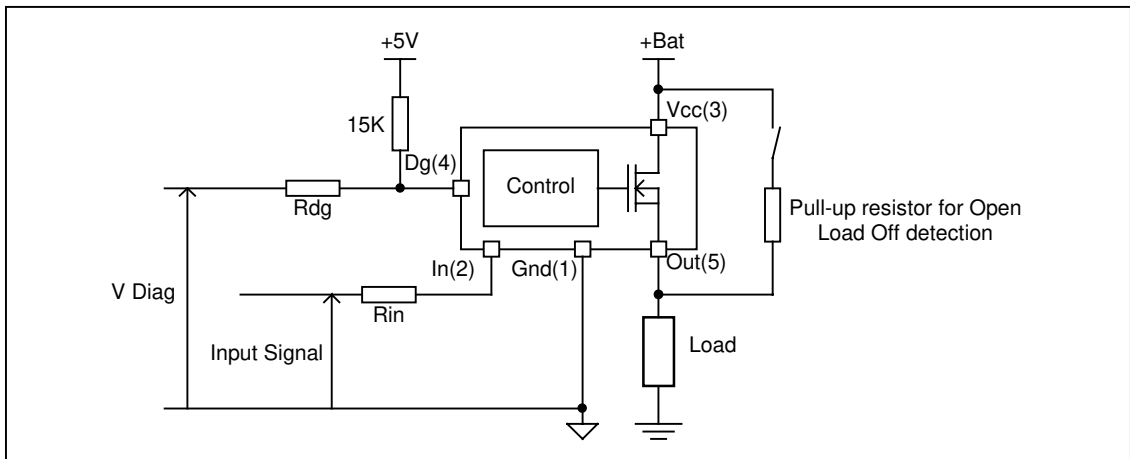 +5V
+Bat
Vcc(3)
15K
Dg(4)
Control
Rdg
Pull-up resistor for Open
Load Off detection
In(2)
Gnd(1)
Out(5)
V Diag
Rin
Input Signal
Load